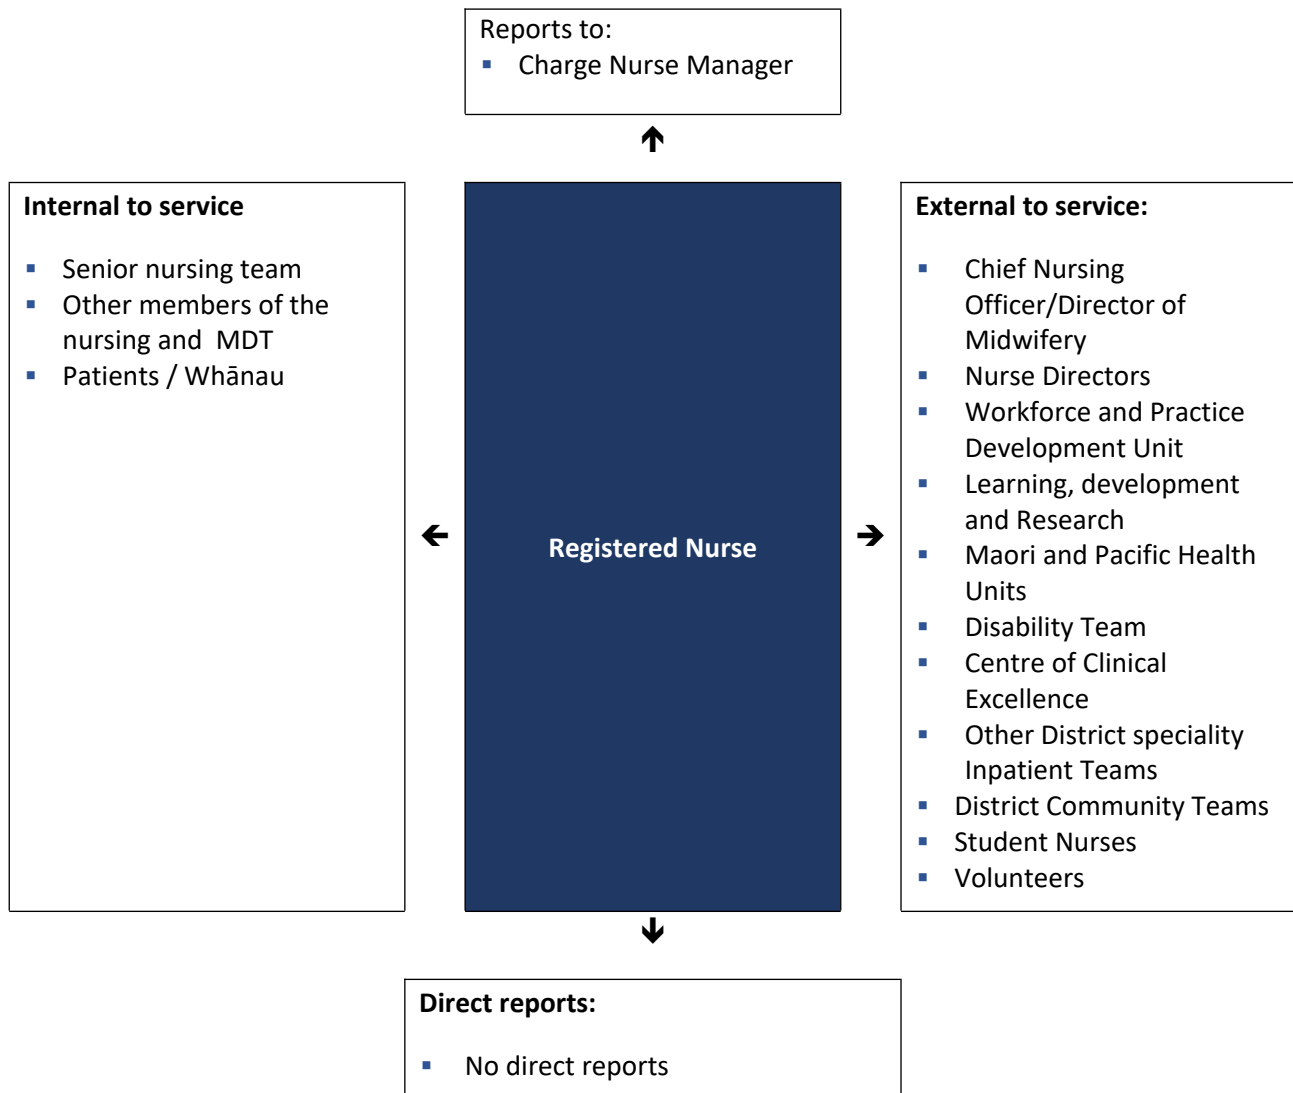 Reports to:
▪ Charge Nurse Manager
Internal to service
▪ Senior nursing team
▪ Other members of the
nursing and MDT
▪ Patients / Whānau
Registered Nurse
External to service:
▪ Chief Nursing
Officer/Director of
Midwifery
▪ Nurse Directors
▪ Workforce and Practice
Development Unit
▪ Learning, development
and Research
▪ Maori and Pacific Health
Units
▪ Disability Team
▪ Centre of Clinical
Excellence
▪ Other District speciality
Inpatient Teams
▪ District Community Teams
▪ Student Nurses
▪ Volunteers
Direct reports:
▪ No direct reports